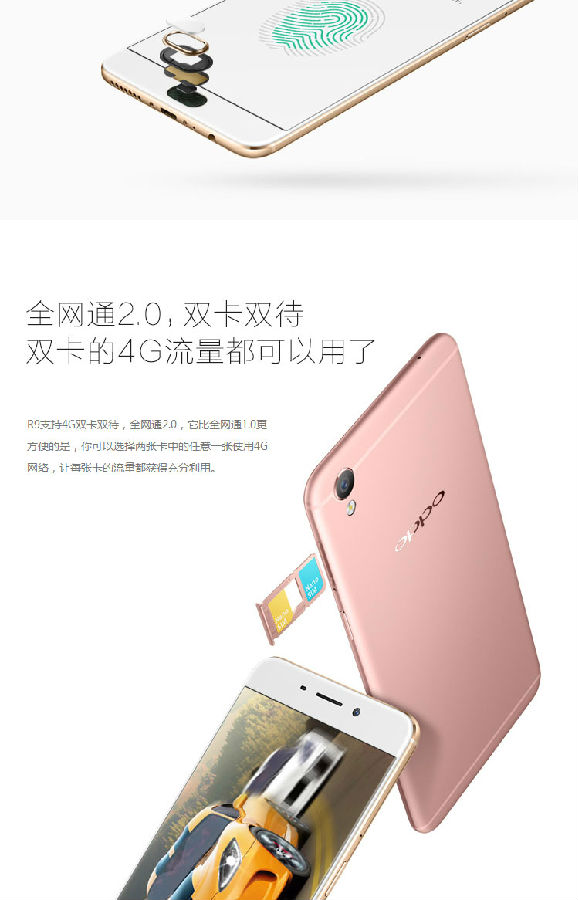 全网通2.0，双卡双待
双卡的4G流量都可以用了
R9支持4G双卡双待，全网通2.0，它比全网通1.0更
方便的是，你可以选择两张卡中的任意一张使用4G
网络，让每张卡的流量都获得充分利用。
oppo